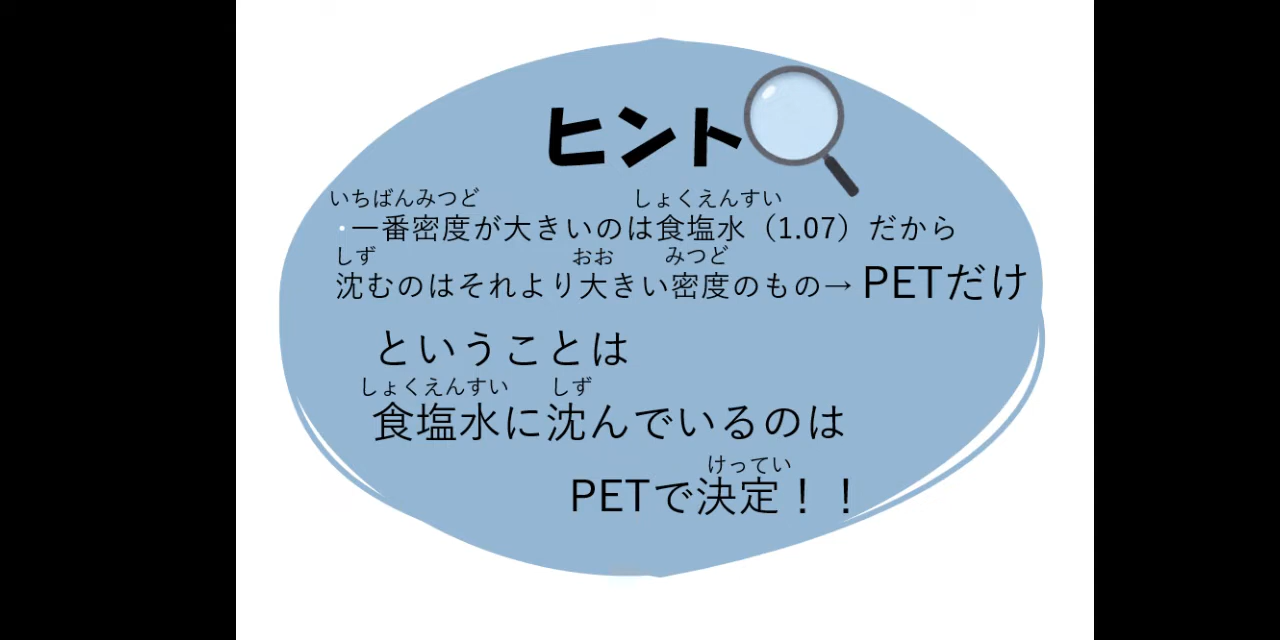 ヒント
いちばんみつど しょくえんすい
・一番密度が大きいのは食塩水（1.07）だから
しず おお みつど
沈むのはそれより大きい密度のもの→ PETだけ
ということは
しょくえんすい しず
食塩水に沈んでいるのは
けってい
PETで決定！！